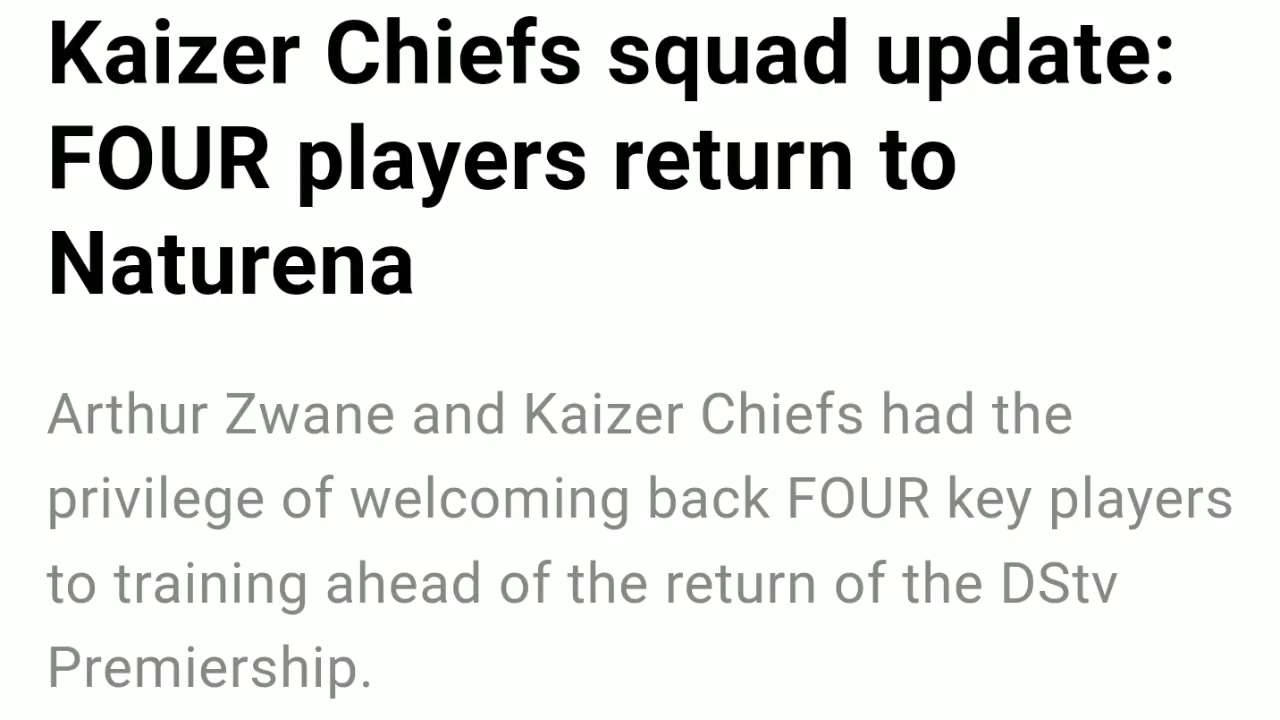 Kaizer Chiefs squad update:
FOUR players return to
Naturena
Arthur Zwane and Kaizer Chiefs had the
privilege of welcoming back FOUR key players
to training ahead of the return of the DStv
Premiership.